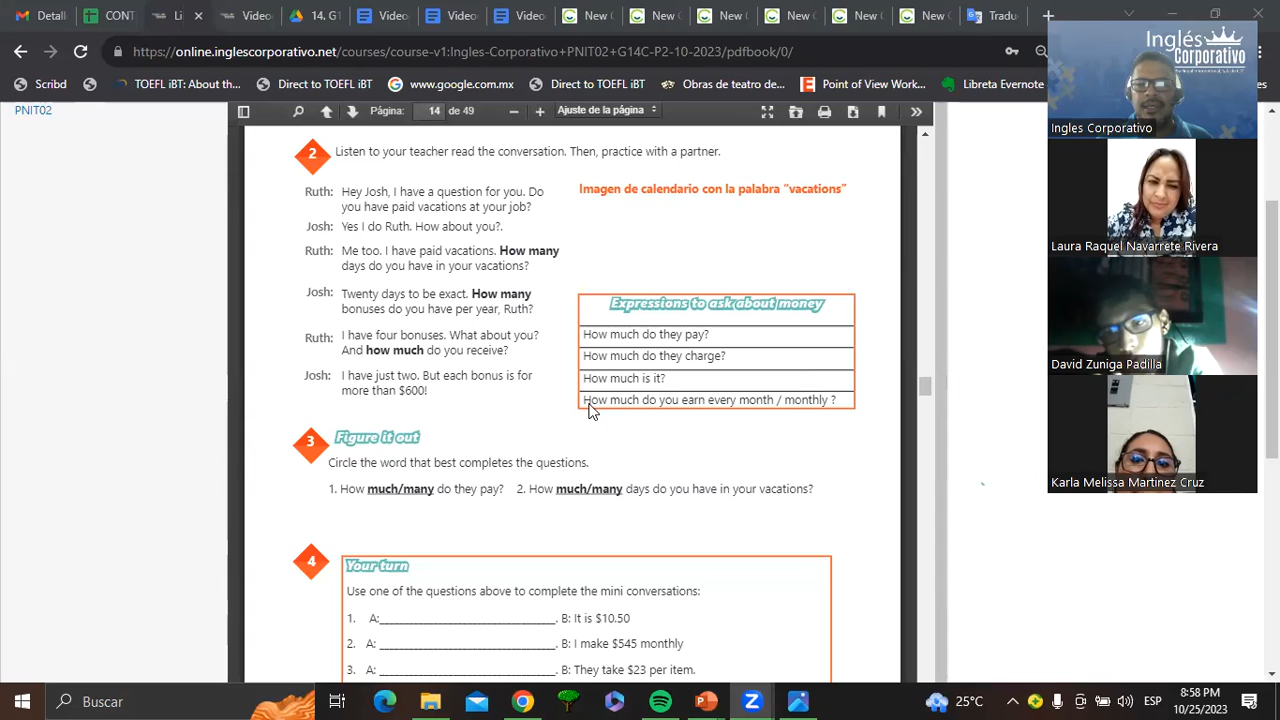 Li
Video
14. G1
Video
Video
Video
New C
New C
New C
New C
New C
New C
Tradu
https://online.inglescorporativo.net/courses/course-v1:Ingles-Corporativo+PNIT02+G14C-P2-10-2023/pdfbook/0/
Scribd
TOEFL iBT: About th...
Direct to TOEFL iBT
www.google.com.mx
Direct to TOEFL iBT
Obras de Teatro de...
Point of View Works...
Libreta Evernote
PNIT02
Página:
14
de 49
Ajuste de la página
2
Listen to your teacher read the conversation. Then, practice with a partner.
Ruth: Hey Josh, I have a question for you. Do
you have paid vacations at your job?
Josh: Yes I do Ruth. How about you?.
Ruth: Me too. I have paid vacations. How many
days do you have in your vacations?
Josh: Twenty days to be exact. How many
bonuses do you have per year, Ruth?
Ruth: I have four bonuses. What about you?
And how much do you receive?
Josh: I have just two. But each bonus is for
more than $600!
Imagen de calendario con la palabra "vacations"
Expressions to ask about money
How much do they pay?
How much do they charge?
How much is it?
How much do you earn every month / monthly ?
3
Figure it out
Circle the word that best completes the questions.
1. How much/many do they pay? 2. How much/many days do you have in your vacations?
4
Your turn
Use one of the questions above to complete the mini conversations:
1. A:__________________________. B: It is $10.50
2. A: __________________________. B: I make $545 monthly
3. A: __________________________. B: They take $23 per item.
Inglés
Corporativo
Ingles Corporativo
Laura Raquel Navarrete Rivera
David Zuniga Padilla
Karla Melissa Martinez Cruz
Buscar
25°C
ESP
8:58 PM
10/25/2023